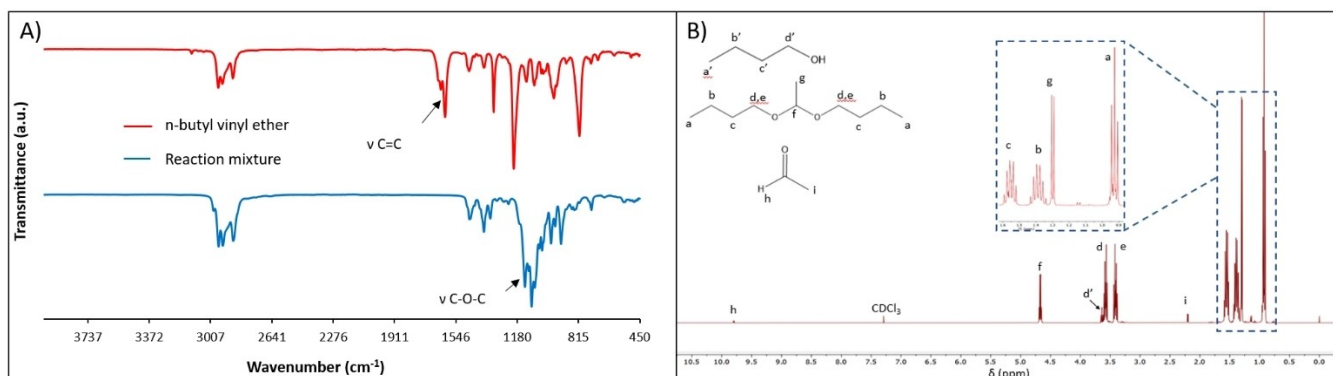 A)
n-butyl vinyl ether
Reaction mixture
ν C=C
ν C-O-C
Transmittance (a.u.)
3737 3372 3007 2641 2276 1911 1546 1180 815 450
Wavenumber (cm-1)
B)
b' d'
OH
a' c'
g
b d,e d,e b
O O
a c f c a
O
H i
h
a
g
c b
f d e
d'
h CDCl3 i
10.5 10.0 9.5 9.0 8.5 8.0 7.5 7.0 6.5 6.0 5.5 5.0 4.5 4.0 3.5 3.0 2.5 2.0 1.5 1.0 0.5 0.0
δ (ppm)